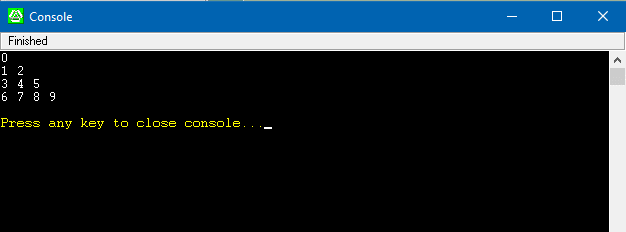 Console
Finished
0
1 2
3 4 5
6 7 8 9
Press any key to close console...